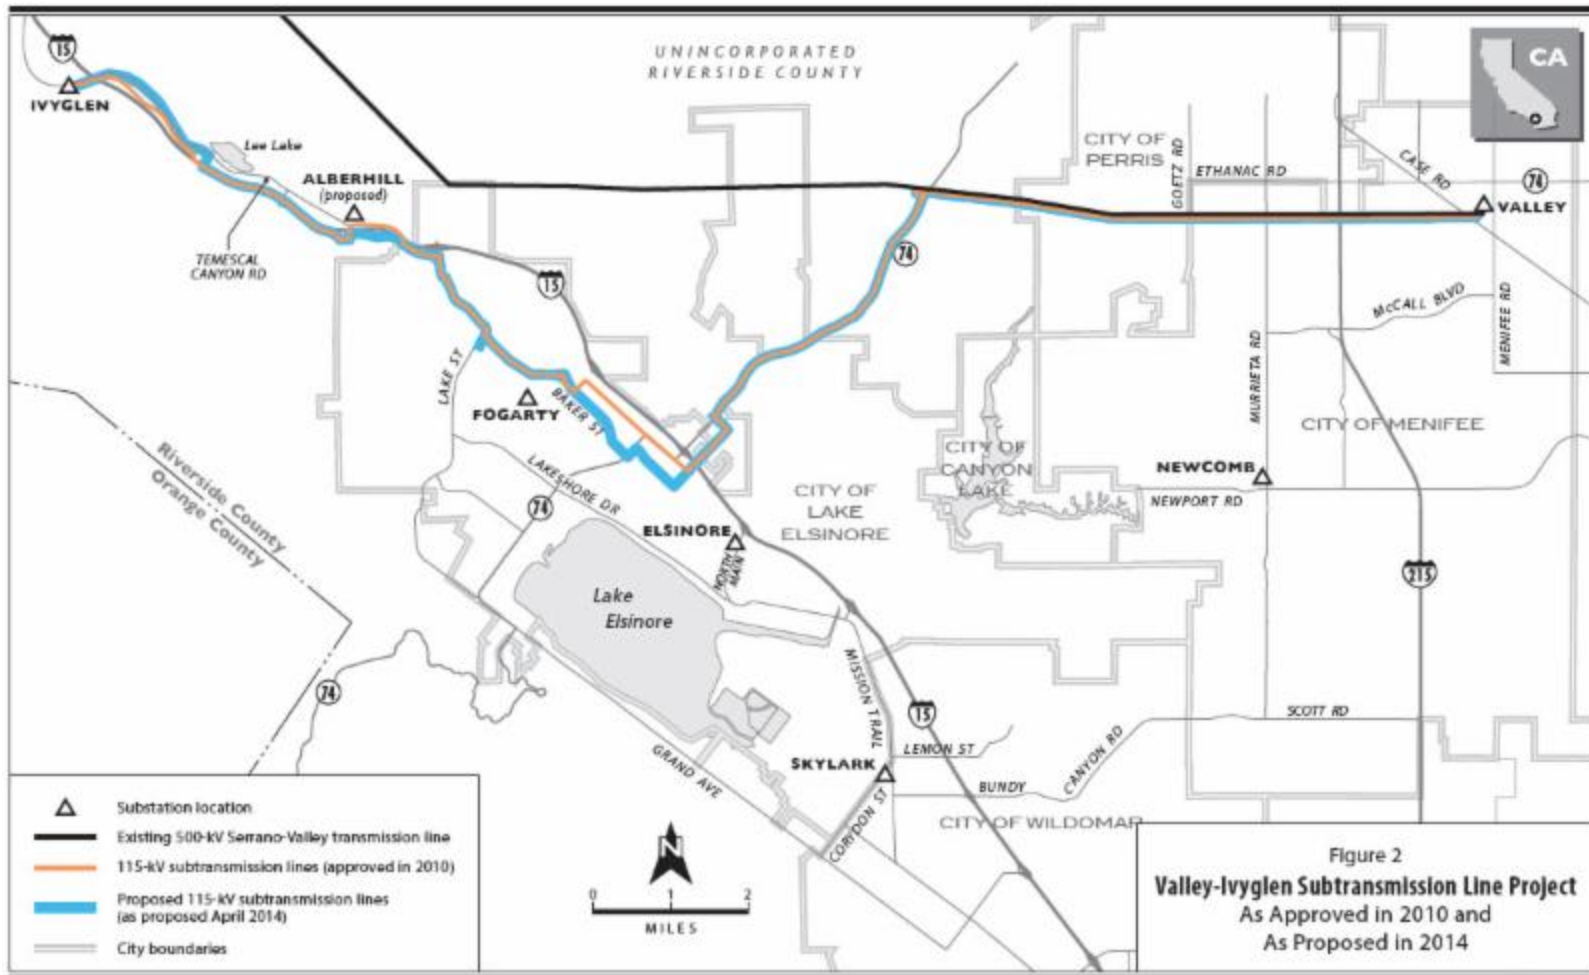 15
IVYGLEN
UNINCORPORATED
RIVERSIDE COUNTY
CA
Lee Lake
ALBERHILL
(proposed)
TEMESCAL
CANYON RD
CITY OF
PERRIS
GOETZ RD
ETHANAC RD
CASE RD
74
VALLEY
74
15
McCALL BLVD
MENIFEE RD
MURRIETA RD
LAKE ST
FOGARTY
BAKER ST
CITY OF MENIFEE
CITY OF
CANYON
LAKE
NEWCOMB
NEWPORT RD
LAKESHORE DR
74
CITY OF
LAKE
ELSINORE
ELSINORE
NORTH
MAIN
Riverside County
Orange County
Lake
Elsinore
215
74
MISSION TRAIL
15
SCOTT RD
LEMON ST
CANYON RD
BUNDY
SKYLARK
GRAND AVE
CORYDON ST
CITY OF WILDOMAR
Substation location
Existing 500-kV Serrano-Valley transmission line
115-kV subtransmission lines (approved in 2010)
Proposed 115-kV subtransmission lines
(as proposed April 2014)
City boundaries
N
0 1 2
MILES
Figure 2
Valley-Ivyglen Subtransmission Line Project
As Approved in 2010 and
As Proposed in 2014